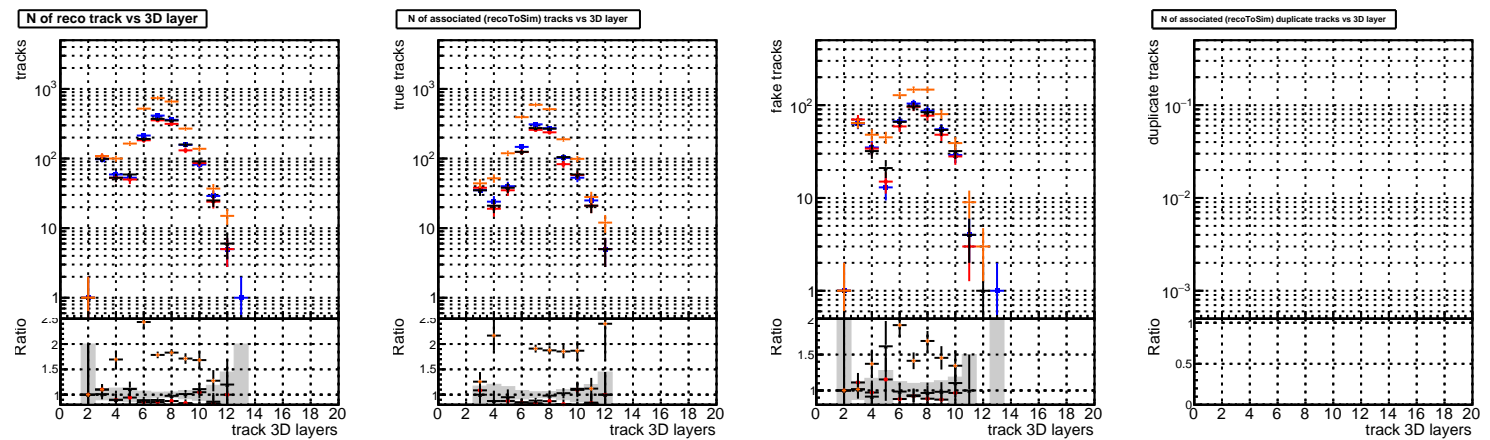 N of reco track vs 3D layer
tracks
10³
10²
10
1
Ratio
2.5
2
1.5
1
0 2 4 6 8 10 12 14 16 18 20
track 3D layers
N of associated (recoToSim) tracks vs 3D layer
true tracks
10³
10²
10
1
Ratio
2.5
2
1.5
1
0 2 4 6 8 10 12 14 16 18 20
track 3D layers
fake tracks
10²
10
1
Ratio
2
1.5
1
0 2 4 6 8 10 12 14 16 18 20
track 3D layers
N of associated (recoToSim) duplicate tracks vs 3D layer
duplicate tracks
10⁻¹
10⁻²
10⁻³
Ratio
1
0.5
0
0 2 4 6 8 10 12 14 16 18 20
track 3D layers